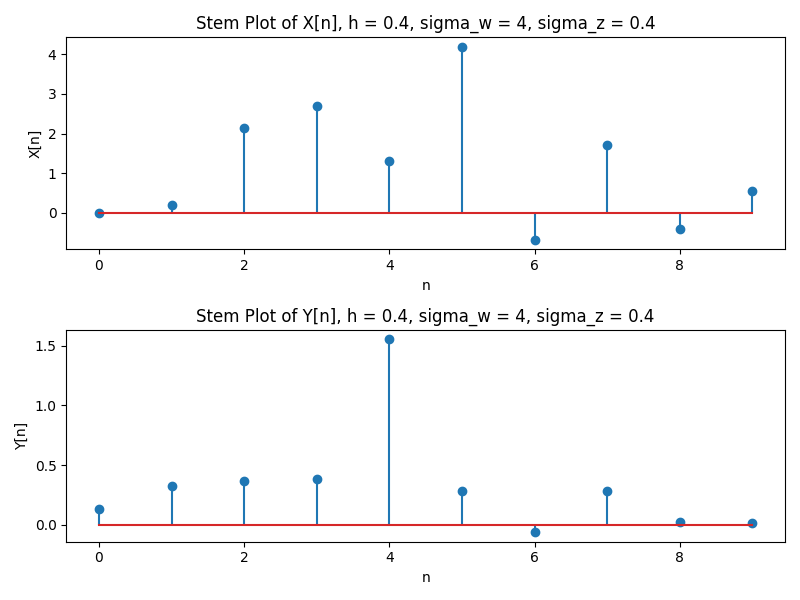 Stem Plot of X[n], h = 0.4, sigma_w = 4, sigma_z = 0.4
X[n]
4
3
2
1
0
0 2 4 6 8
n
Stem Plot of Y[n], h = 0.4, sigma_w = 4, sigma_z = 0.4
Y[n]
1.5
1.0
0.5
0.0
0 2 4 6 8
n